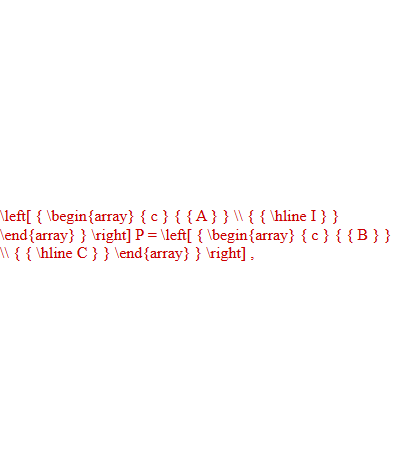 \left[ { \begin{array} { c } { { A } } \\ { { \hline I } }
\end{array} } \right] P = \left[ { \begin{array} { c } { { B } }
\\ { { \hline C } } \end{array} } \right] ,